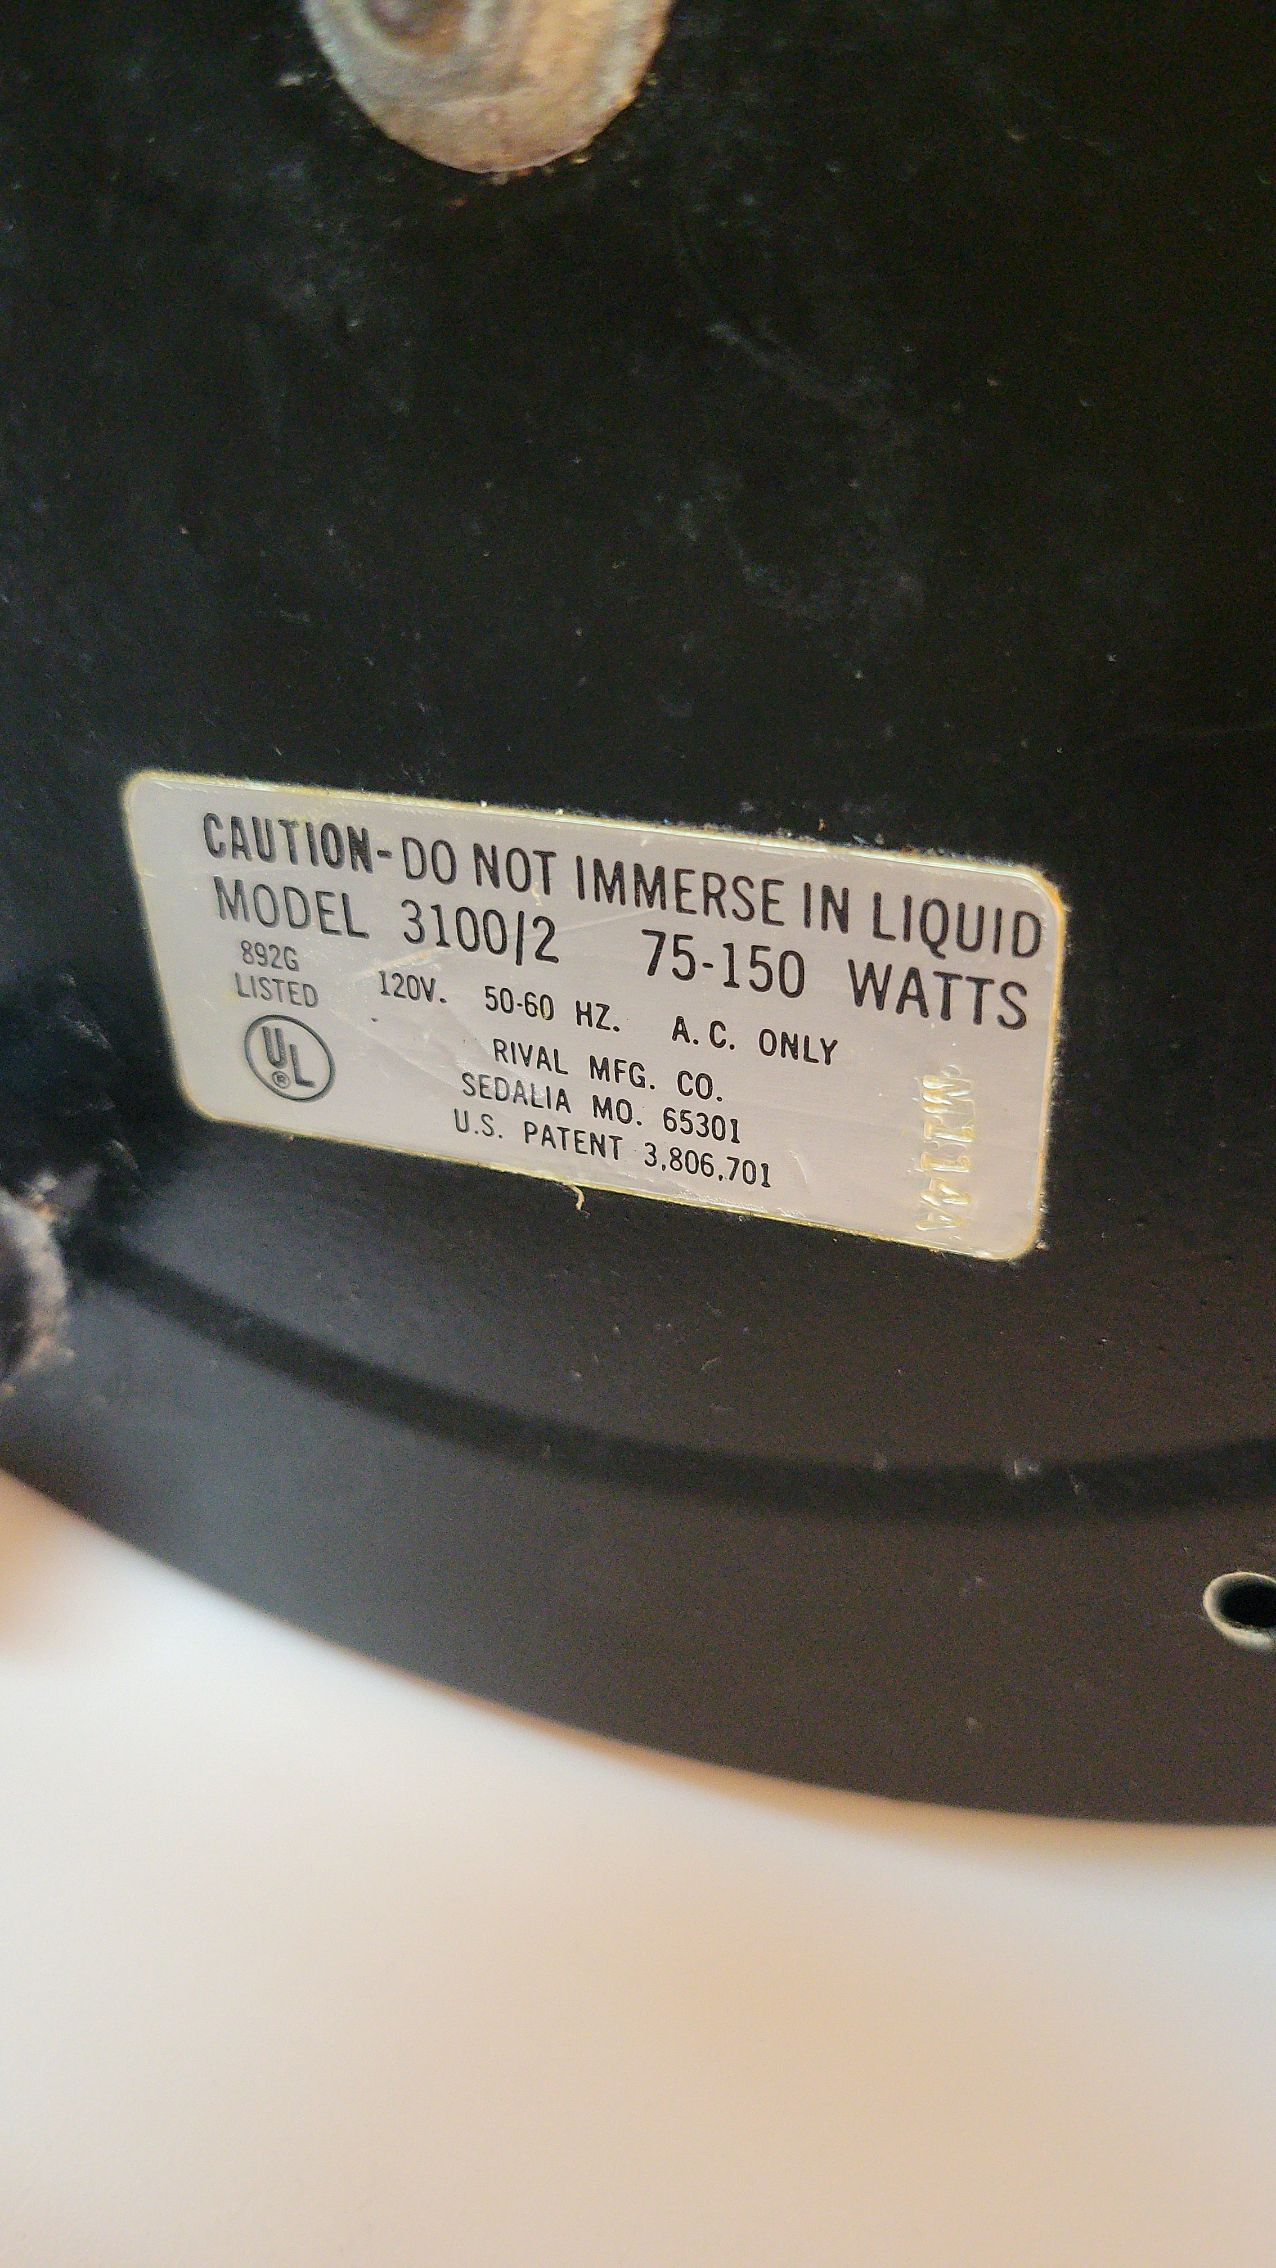 CAUTION-DO NOT IMMERSE IN LIQUID
MODEL 3100/2 75-150 WATTS
892G
LISTED
120V. 50-60 HZ. A.C. ONLY
UL
®
RIVAL MFG. CO.
SEDALIA MO. 65301
U.S. PATENT 3,806,701